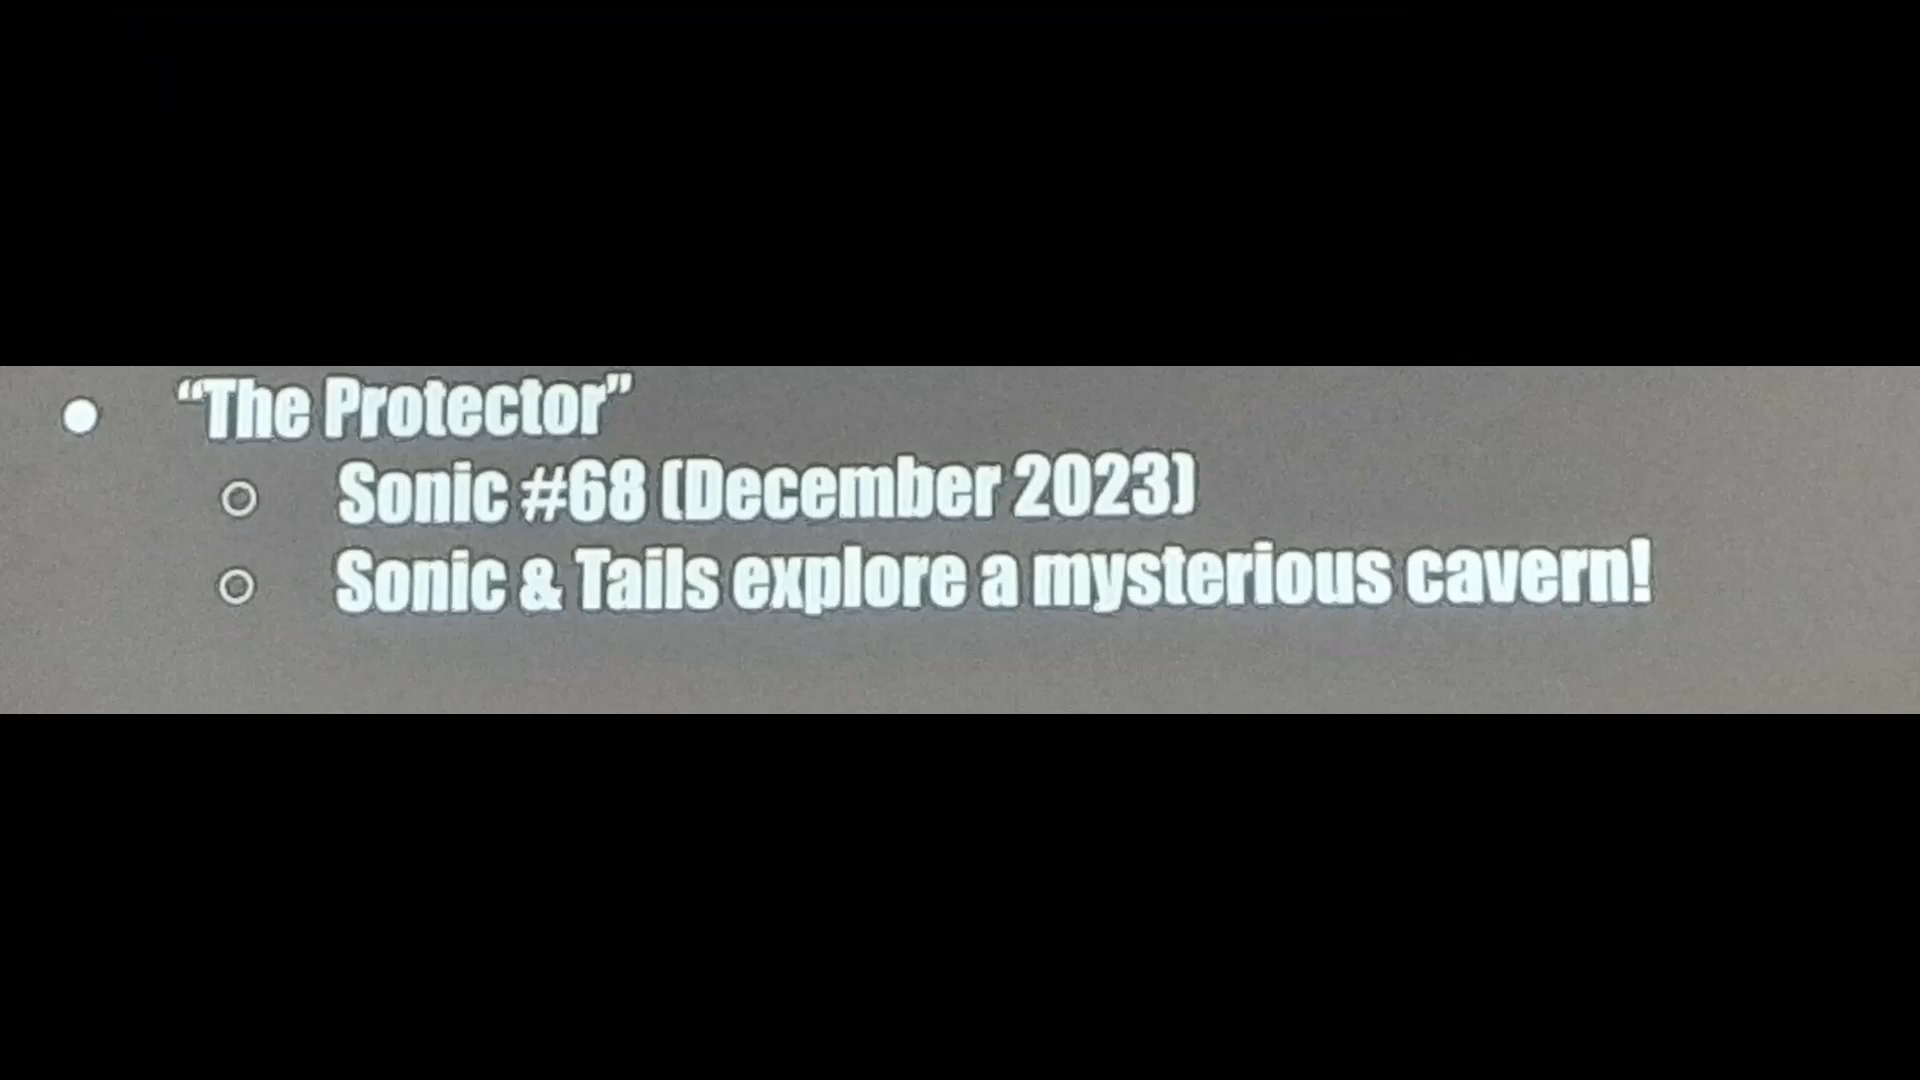 ● “The Protector”
○ Sonic #68 (December 2023)
○ Sonic & Tails explore a mysterious cavern!